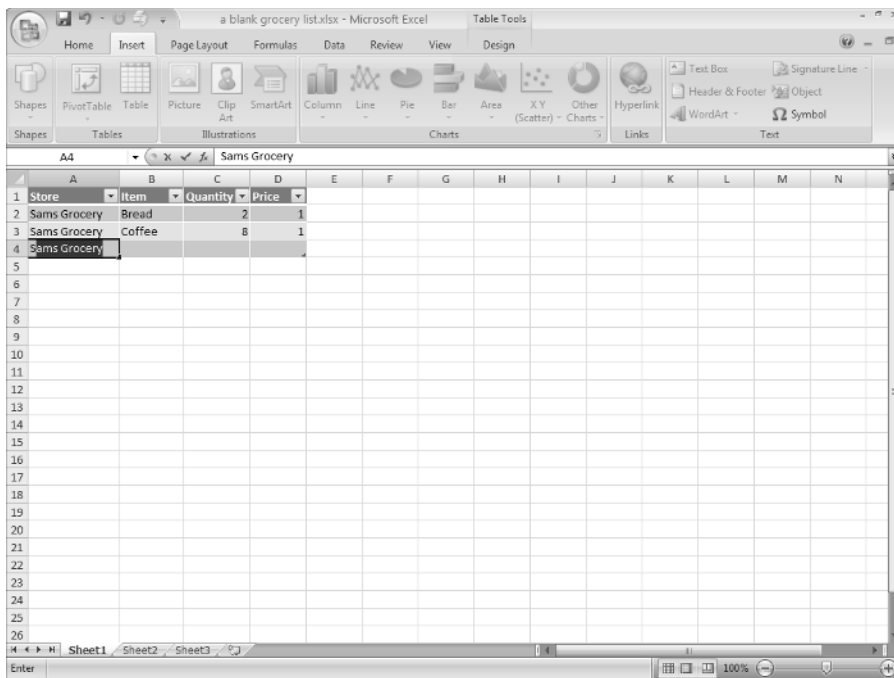 a blank grocery list.xlsx - Microsoft Excel Table Tools
Home Insert Page Layout Formulas Data Review View Design
Shapes PivotTable Table Picture Clip Art SmartArt Column Line Pie Bar Area X Y (Scatter) Other Charts Hyperlink
Text Box Signature Line
Header & Footer Object
WordArt Ω Symbol
Shapes Tables Illustrations Charts Links Text
A4 fx Sams Grocery
A B C D E F G H I J K L M N
1 Store Item Quantity Price
2 Sams Grocery Bread 2 1
3 Sams Grocery Coffee 8 1
4 Sams Grocery
5
6
7
8
9
10
11
12
13
14
15
16
17
18
19
20
21
22
23
24
25
26
Sheet1 Sheet2 Sheet3
Enter 100%